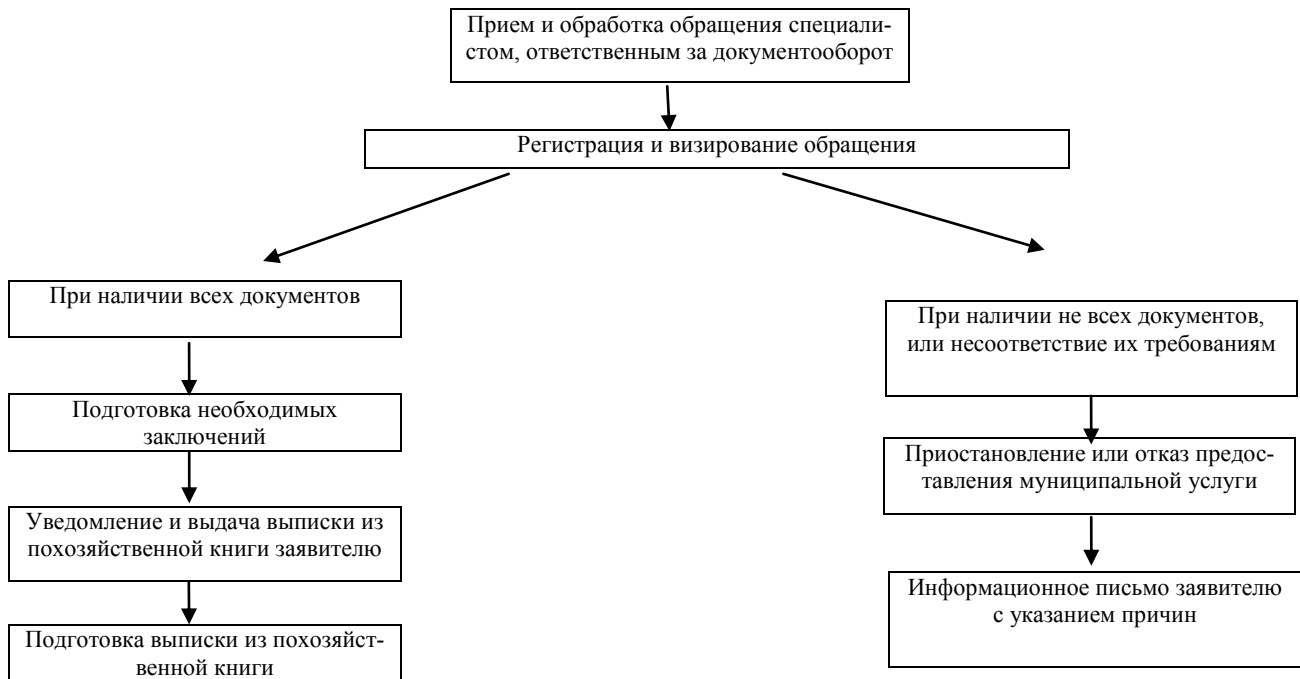 Прием и обработка обращения специали-
стом, ответственным за документооборот
Регистрация и визирование обращения
При наличии всех документов
Подготовка необходимых
заключений
Уведомление и выдача выписки из
похозяйственной книги заявителю
Подготовка выписки из похозяйст-
венной книги
При наличии не всех документов,
или несоответствие их требованиям
Приостановление или отказ предос-
тавления муниципальной услуги
Информационное письмо заявителю
с указанием причин